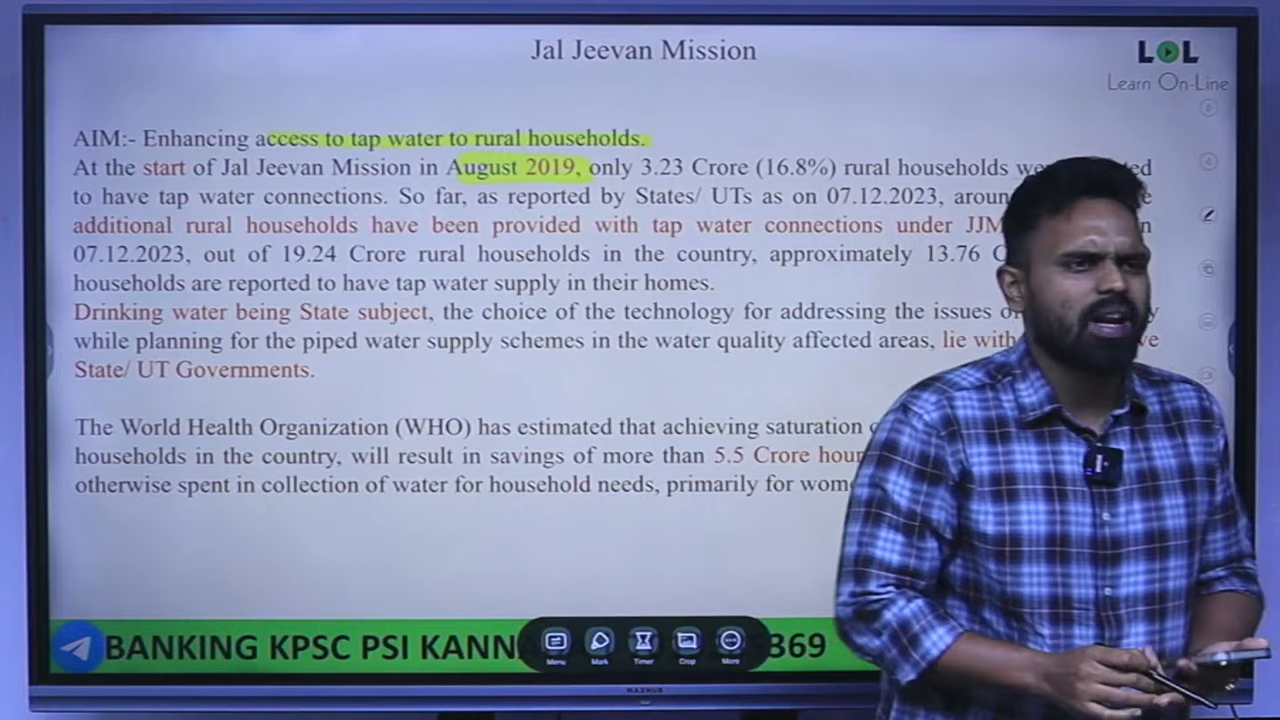 Jal Jeevan Mission
LOL
Learn On-Line
AIM:- Enhancing access to tap water to rural households.
At the start of Jal Jeevan Mission in August 2019, only 3.23 Crore (16.8%) rural households
to have tap water connections. So far, as reported by States/ UTs as on 07.12.2023,
additional rural households have been provided with tap water connections under JJM
07.12.2023, out of 19.24 Crore rural households in the country, approximately 13.76
households are reported to have tap water supply in their homes.
Drinking water being State subject, the choice of the technology for addressing the issues
while planning for the piped water supply schemes in the water quality affected areas, lie with
State/ UT Governments.
The World Health Organization (WHO) has estimated that achieving saturation
households in the country, will result in savings of more than 5.5 Crore
otherwise spent in collection of water for household needs, primarily for
BANKING KPSC PSI 369
Menu Mark Timer Crop More
MAXHUB